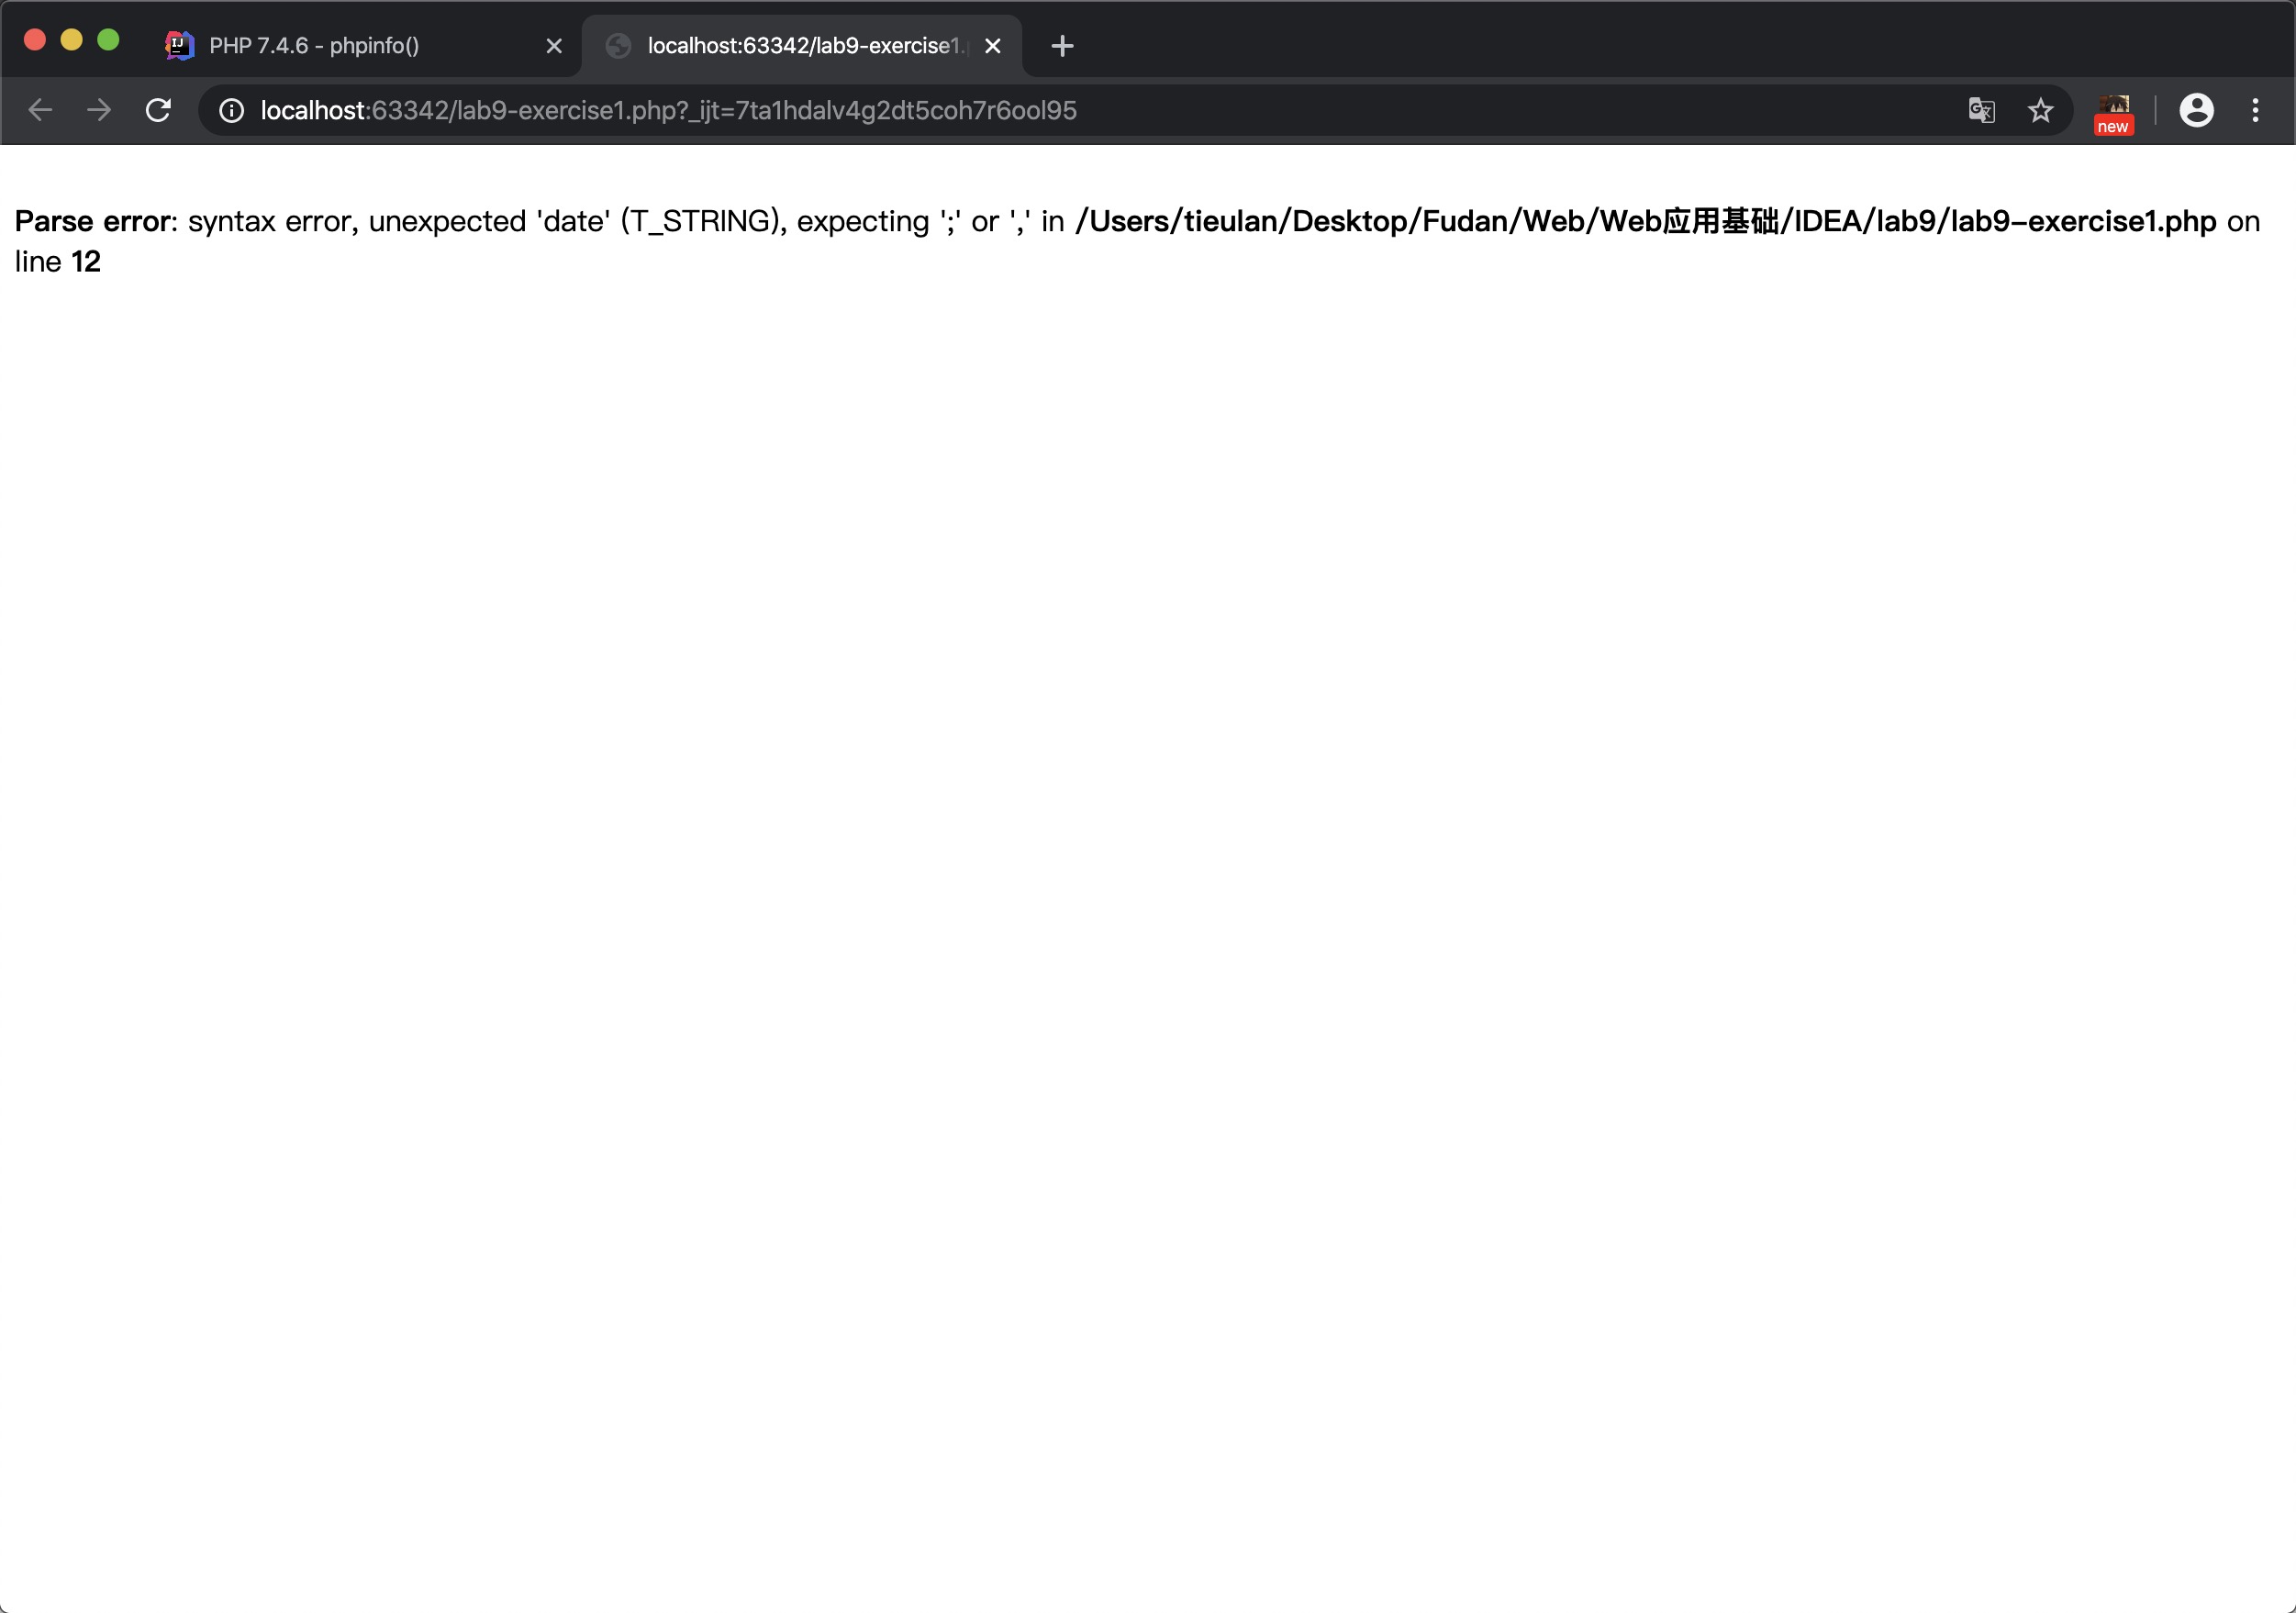 PHP 7.4.6 - phpinfo()
localhost:63342/lab9-exercise1.
localhost:63342/lab9-exercise1.php?_ijt=7ta1hdalv4g2dt5coh7r6ool95
new
Parse error: syntax error, unexpected 'date' (T_STRING), expecting ';' or ',' in /Users/tieulan/Desktop/Fudan/Web/Web应用基础/IDEA/lab9/lab9-exercise1.php on
line 12